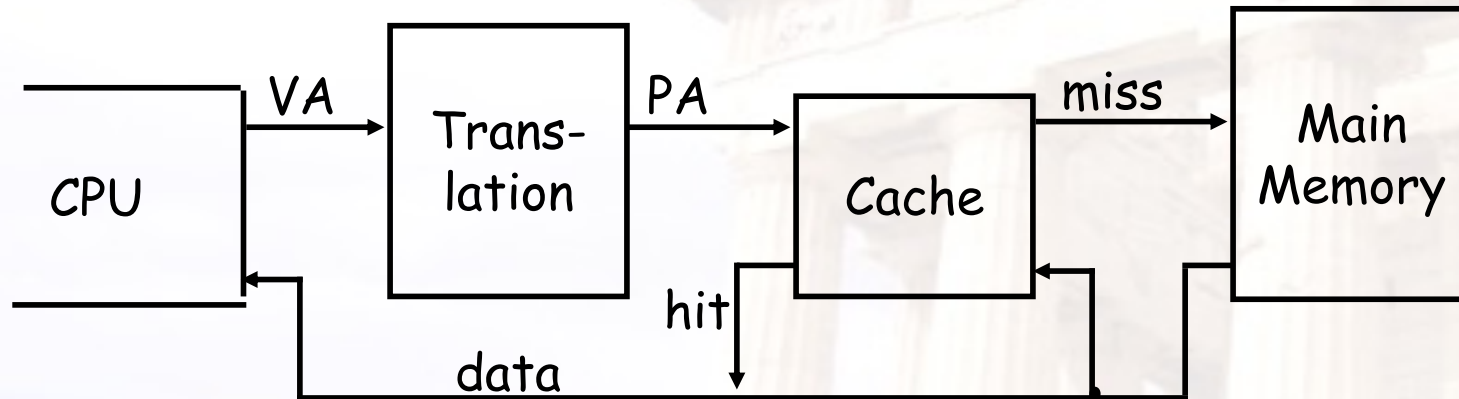 VA
PA
miss
CPU
Trans-
lation
Cache
Main
Memory
hit
data